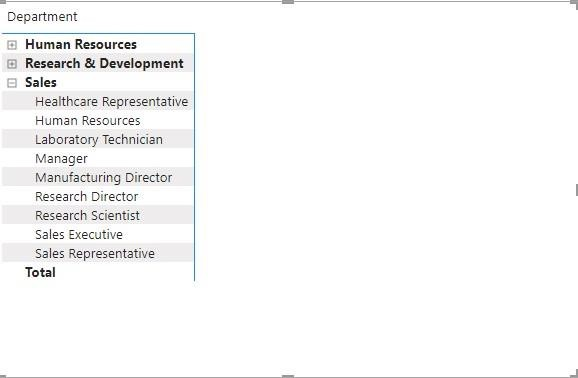 Department
Human Resources
Research & Development
Sales
Healthcare Representative
Human Resources
Laboratory Technician
Manager
Manufacturing Director
Research Director
Research Scientist
Sales Executive
Sales Representative
Total